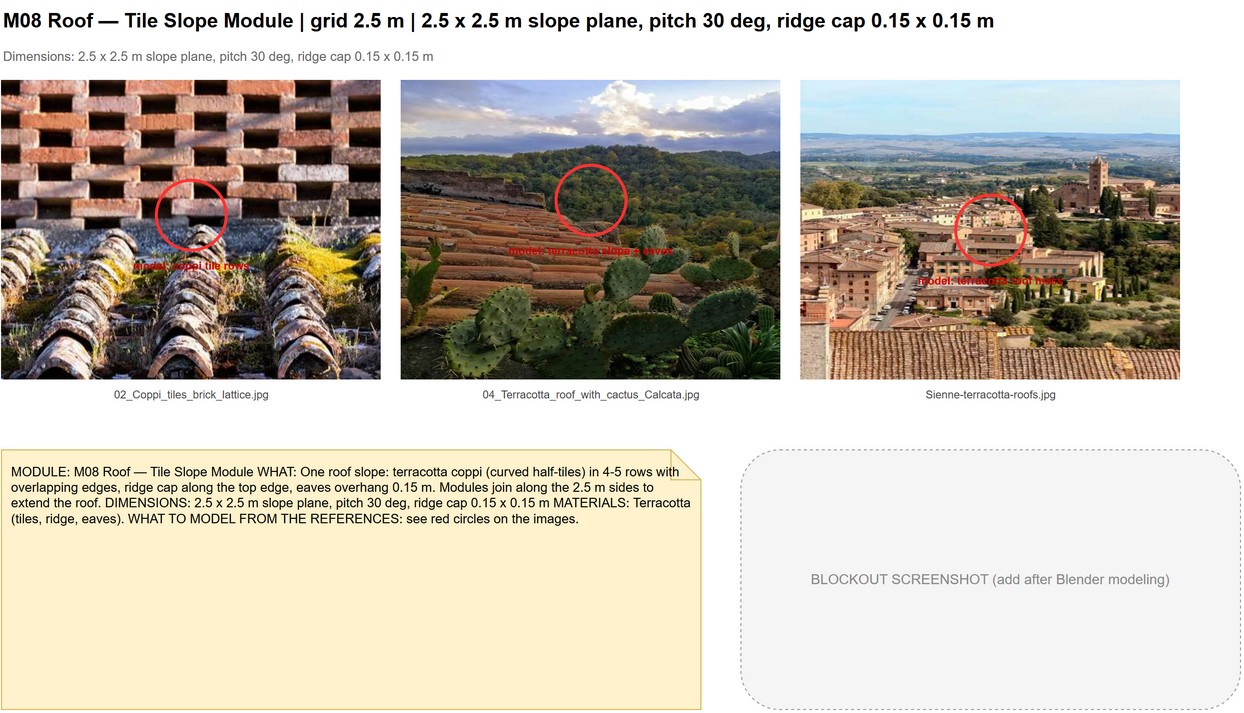 M08 Roof — Tile Slope Module | grid 2.5 m | 2.5 x 2.5 m slope plane, pitch 30 deg, ridge cap 0.15 x 0.15 m
Dimensions: 2.5 x 2.5 m slope plane, pitch 30 deg, ridge cap 0.15 x 0.15 m
model: coppi tile rows
model: terracotta slope + eaves
model: terracotta roof mass
02_Coppi_tiles_brick_lattice.jpg
04_Terracotta_roof_with_cactus_Calcata.jpg
Sienne-terracotta-roofs.jpg
MODULE: M08 Roof — Tile Slope Module WHAT: One roof slope: terracotta coppi (curved half-tiles) in 4-5 rows with
overlapping edges, ridge cap along the top edge, eaves overhang 0.15 m. Modules join along the 2.5 m sides to
extend the roof. DIMENSIONS: 2.5 x 2.5 m slope plane, pitch 30 deg, ridge cap 0.15 x 0.15 m MATERIALS: Terracotta
(tiles, ridge, eaves). WHAT TO MODEL FROM THE REFERENCES: see red circles on the images.
BLOCKOUT SCREENSHOT (add after Blender modeling)